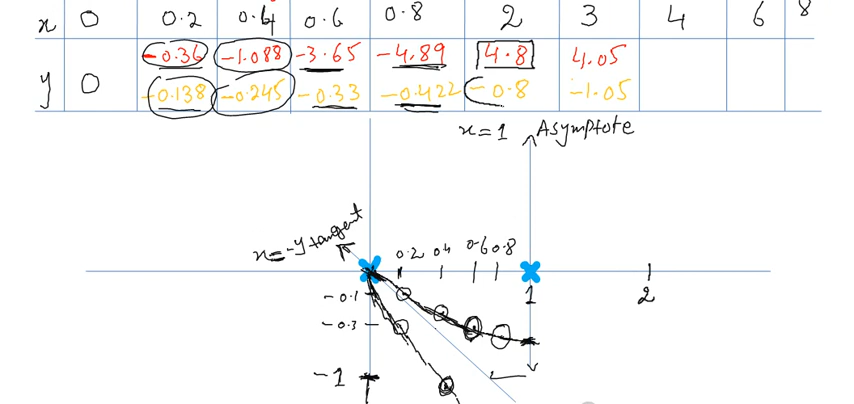 x 0 0.2 0.4 0.6 0.8 2 3 4 6 8
-0.36 -1.088 -3.65 -4.89 4.8 4.05
y 0
-0.138 -0.245 -0.33 -0.422 -0.8 -1.05
x=1 Asymptote
x=-y tangent
0.2 0.4 0.6 0.8
-0.1
1 2
-0.3
-1